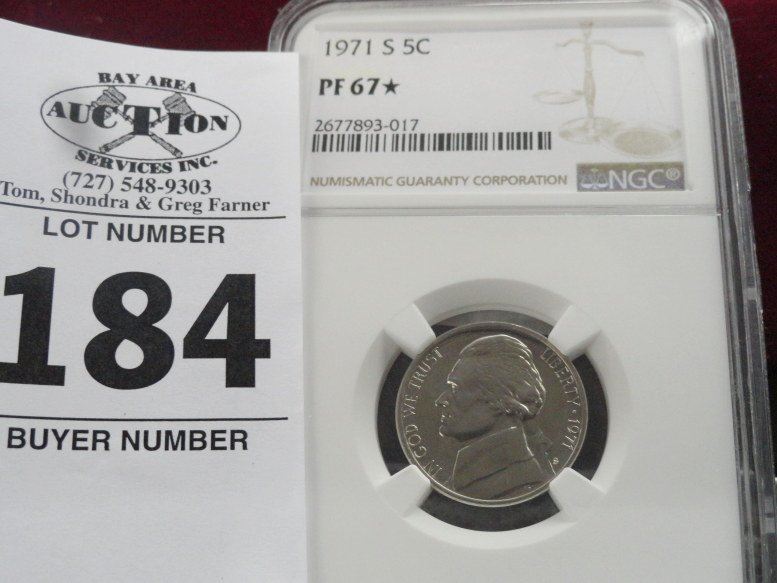 BAY AREA
AUCTION
SERVICES INC.
(727) 548-9303
Tom, Shondra & Greg Farner
LOT NUMBER
184
BUYER NUMBER
1971 S 5C
PF 67★
2677893-017
NUMISMATIC GUARANTY CORPORATION
NGC®
IN GOD WE TRUST
LIBERTY • 1971